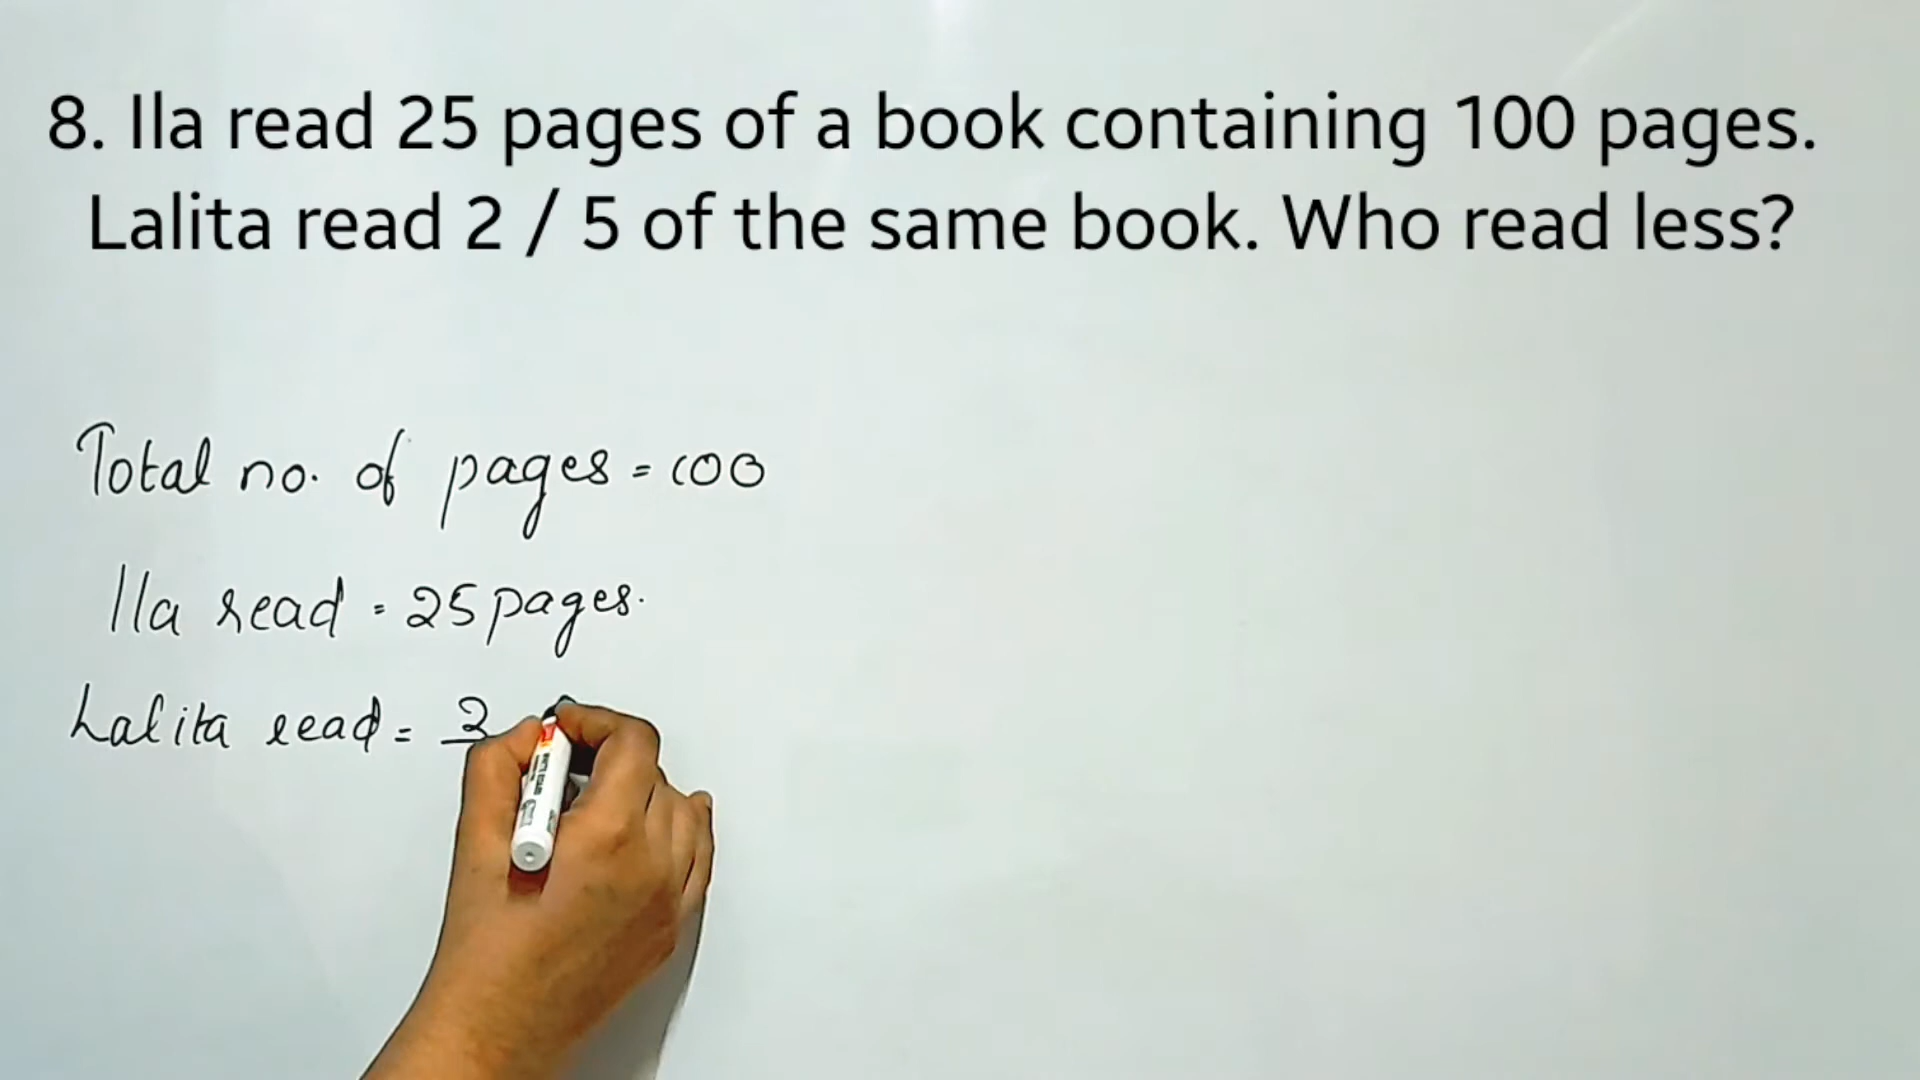 8. Ila read 25 pages of a book containing 100 pages.
Lalita read 2 / 5 of the same book. Who read less?
Total no. of pages = 100
Ila read = 25 pages.
Lalita read = 2